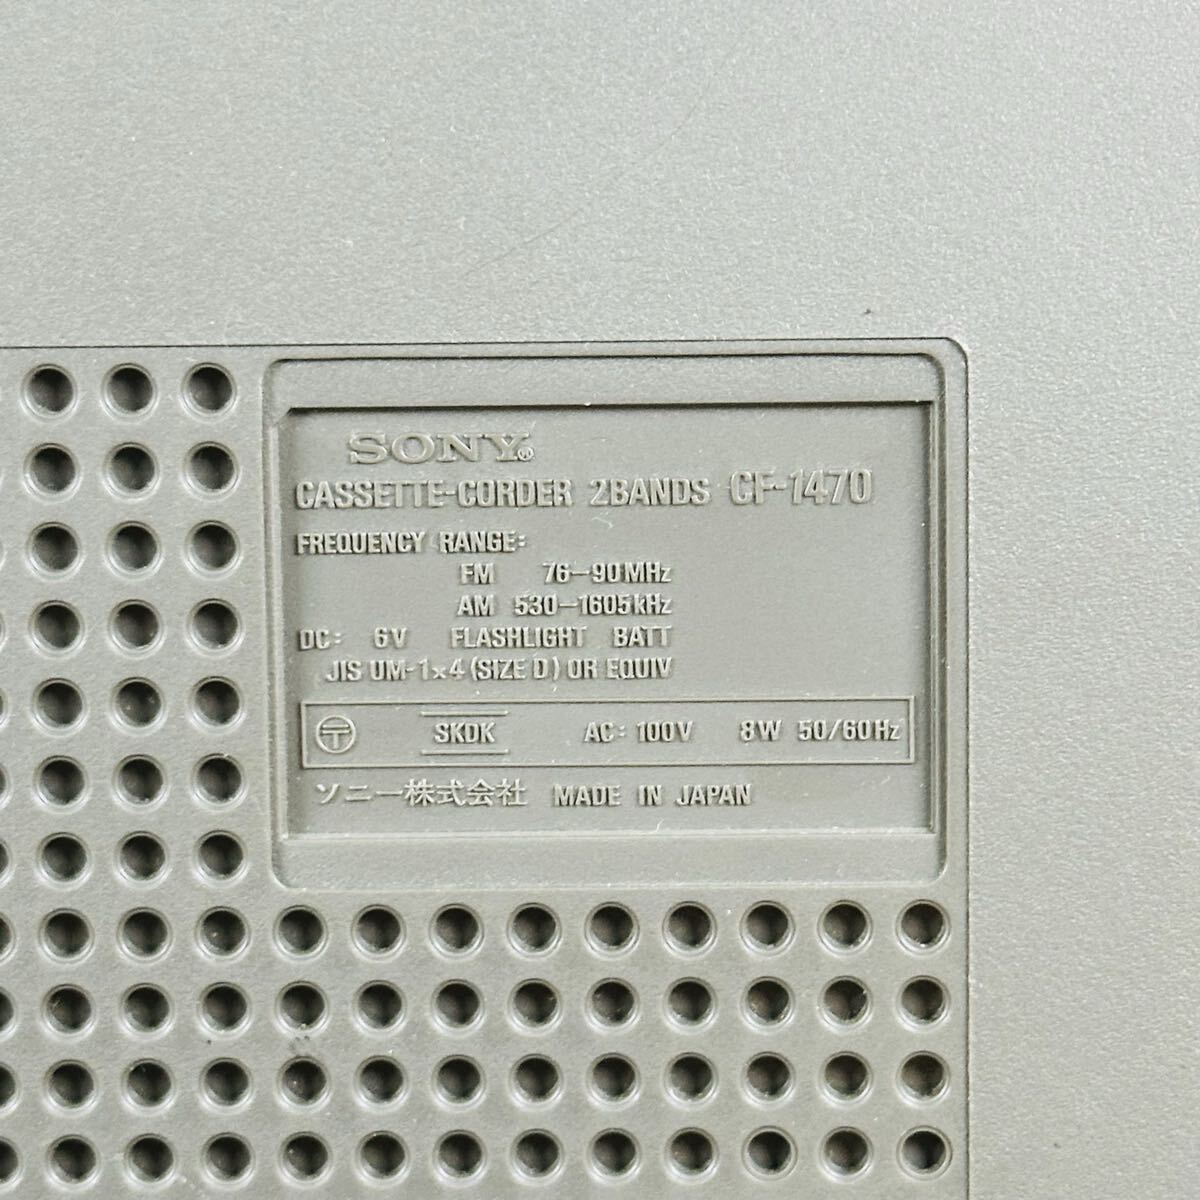 SONY®
CASSETTE-CORDER 2BANDS CF-1470
FREQUENCY RANGE:
FM 76-90MHz
AM 530-1605kHz
DC: 6V FLASHLIGHT BATT
JIS UM-1×4 (SIZE D) OR EQUIV
〶 SKDK AC: 100V 8W 50/60Hz
ソニー株式会社 MADE IN JAPAN